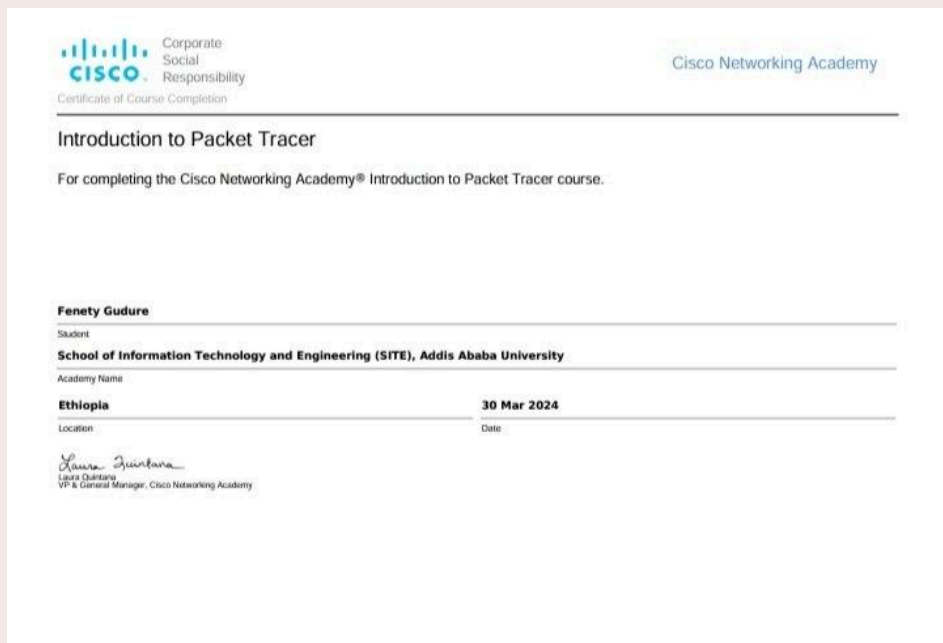 Corporate
Social
CISCO. Responsibility
Cisco Networking Academy
Certificate of Course Completion
Introduction to Packet Tracer
For completing the Cisco Networking Academy® Introduction to Packet Tracer course.
Fenety Gudure
Student
School of Information Technology and Engineering (SITE), Addis Ababa University
Academy Name
Ethiopia
Location
30 Mar 2024
Date
Laura Quintana
Laura Quintana
VP & General Manager, Cisco Networking Academy